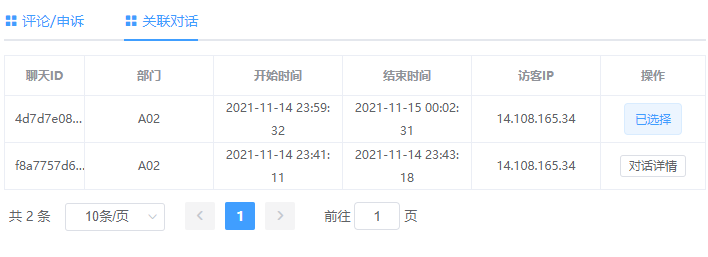 评论/申诉 关联对话
聊天ID 部门 开始时间 结束时间 访客IP 操作
4d7d7e08... A02 2021-11-14 23:59:32 2021-11-15 00:02:31 14.108.165.34 已选择
f8a7757d6... A02 2021-11-14 23:41:11 2021-11-14 23:43:18 14.108.165.34 对话详情
共 2 条 10条/页 1 前往 1 页